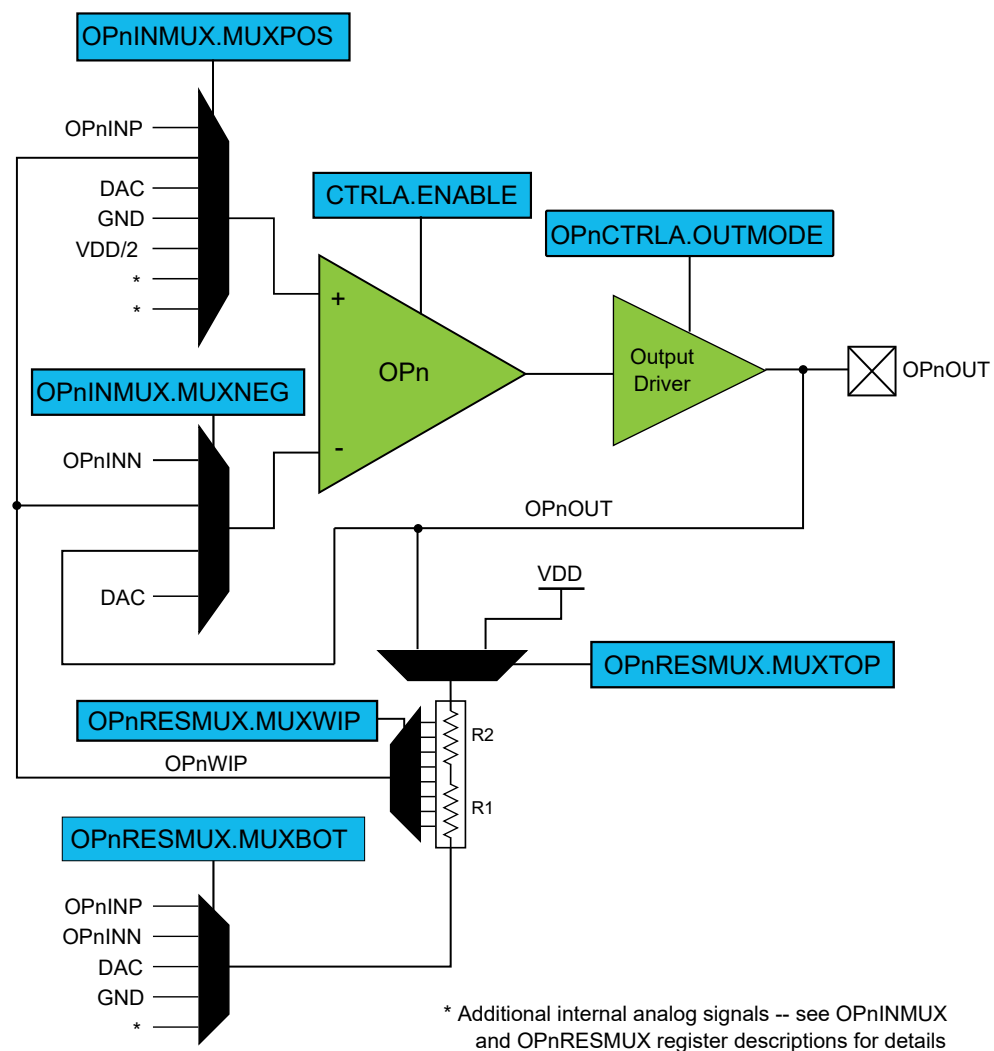 OPnINMUX.MUXPOS
OPnINP
DAC
GND
VDD/2
*
*
CTRLA.ENABLE
OPnCTRLA.OUTMODE
+
OPn
-
Output
Driver
OPnOUT
OPnINMUX.MUXNEG
OPnINN
DAC
OPnOUT
VDD
OPnRESMUX.MUXTOP
OPnRESMUX.MUXWIP
OPnWIP
R2
R1
OPnRESMUX.MUXBOT
OPnINP
OPnINN
DAC
GND
*
* Additional internal analog signals -- see OPnINMUX
and OPnRESMUX register descriptions for details